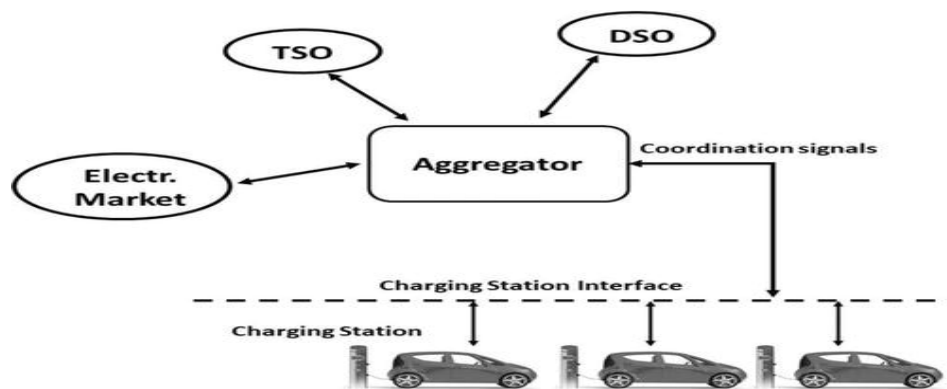 TSO
DSO
Aggregator
Coordination signals
Electr.
Market
Charging Station Interface
Charging Station